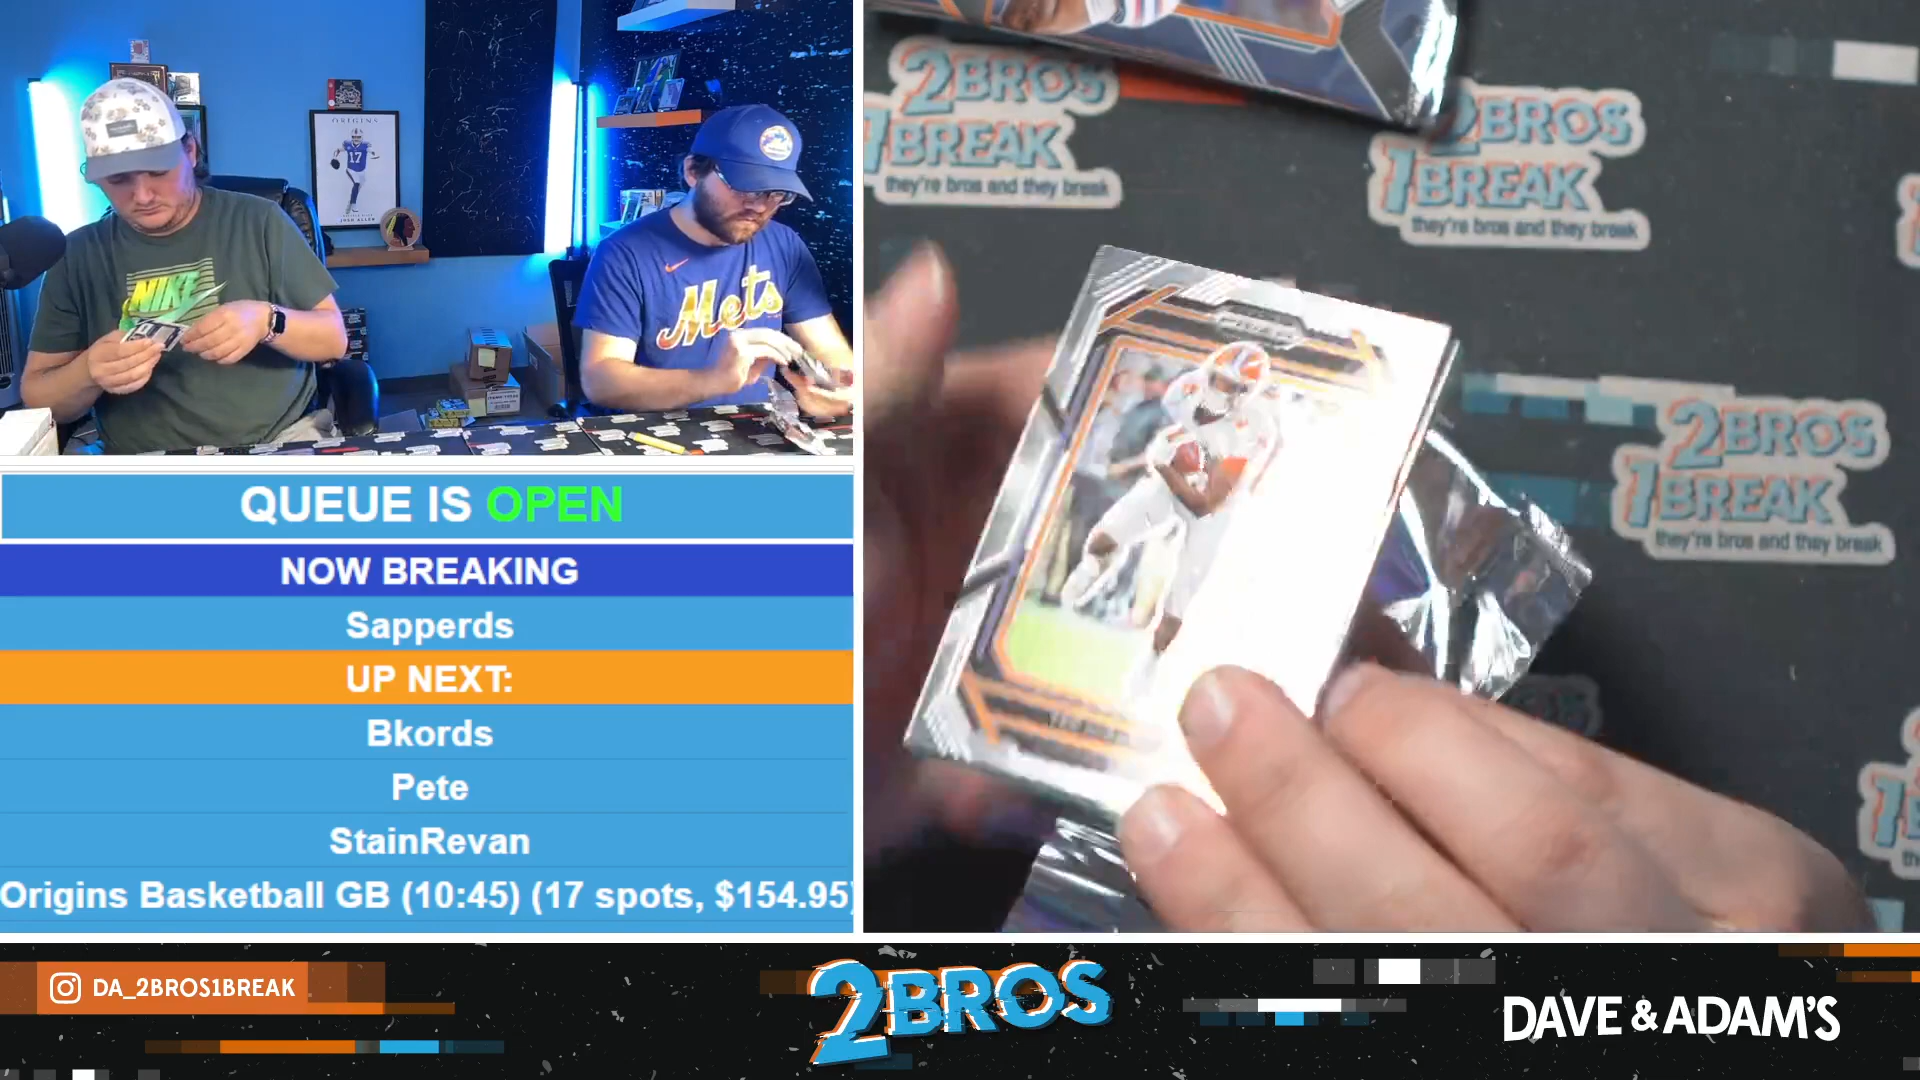 ORIGINS
17
JOSH ALLEN
NIKE
Mets
QUEUE IS OPEN
NOW BREAKING
Sapperds
UP NEXT:
Bkords
Pete
StainRevan
Origins Basketball GB (10:45) (17 spots, $154.95)
2BROS
1BREAK
they're bros and they break
2BROS
1BREAK
they're bros and they break
2BROS
1BREAK
they're bros and they break
DA_2BROS1BREAK
2BROS
DAVE & ADAM'S